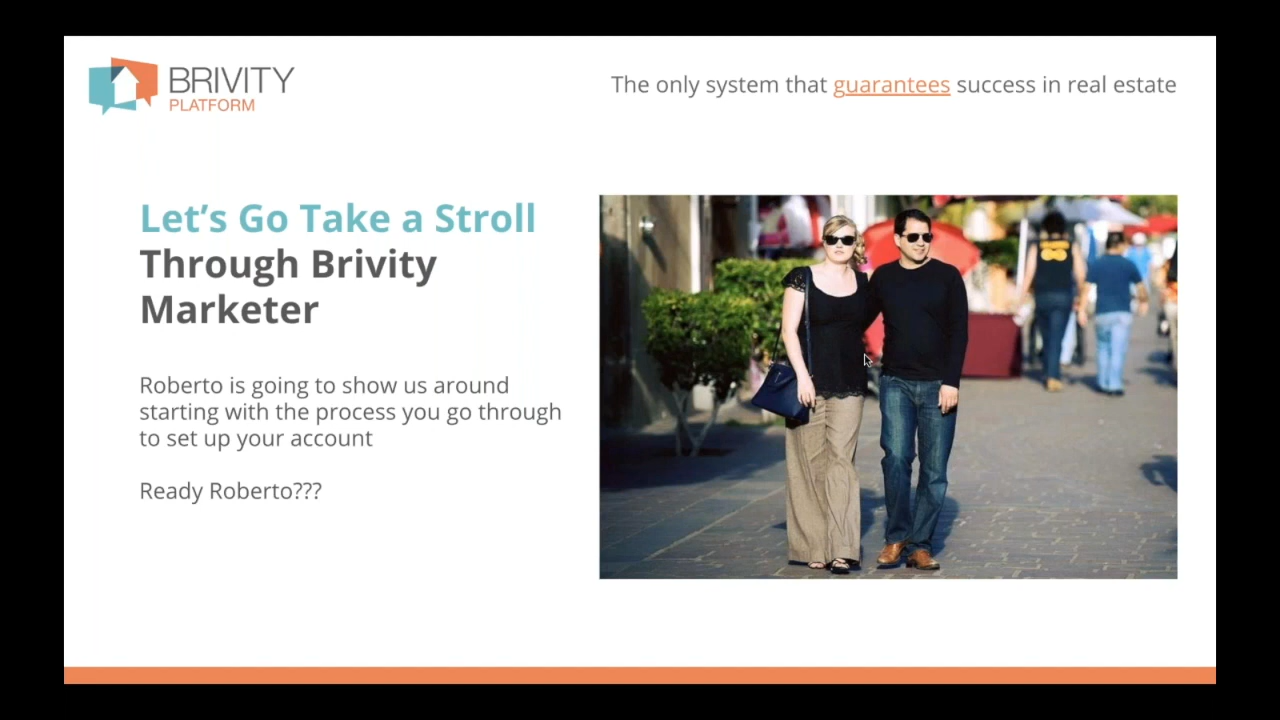 BRIVITY
PLATFORM
The only system that guarantees success in real estate
Let’s Go Take a Stroll
Through Brivity
Marketer
Roberto is going to show us around
starting with the process you go through
to set up your account
Ready Roberto???